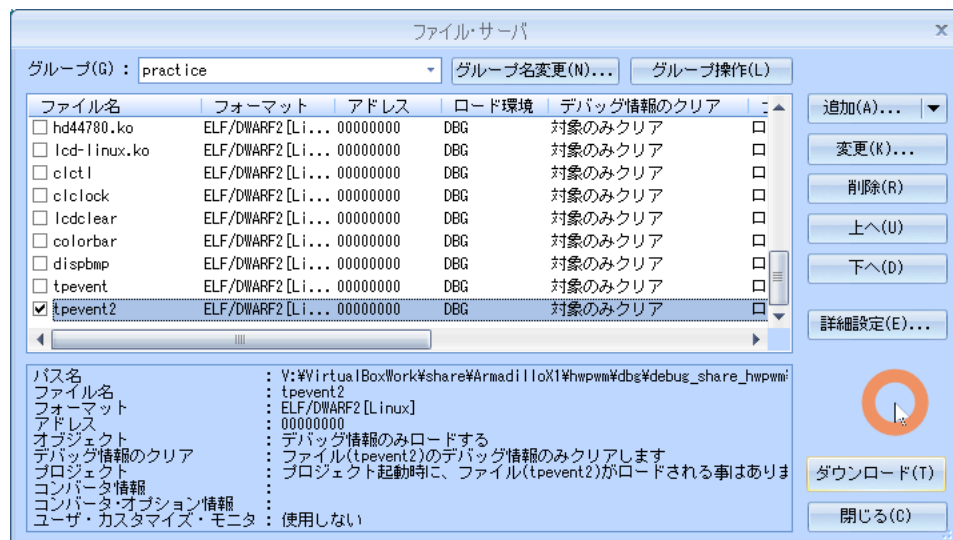 ファイル・サーバ
グループ(G) : practice グループ名変更(N)... グループ操作(L)
ファイル名 フォーマット アドレス ロード環境 デバッグ情報のクリア
追加(A)...
hd44780.ko ELF/DWARF2[Li... 00000000 DBG 対象のみクリア
lcd-linux.ko ELF/DWARF2[Li... 00000000 DBG 対象のみクリア
変更(K)...
clctl ELF/DWARF2[Li... 00000000 DBG 対象のみクリア
clclock ELF/DWARF2[Li... 00000000 DBG 対象のみクリア
削除(R)
lcdclear ELF/DWARF2[Li... 00000000 DBG 対象のみクリア
colorbar ELF/DWARF2[Li... 00000000 DBG 対象のみクリア
上へ(U)
dispbmp ELF/DWARF2[Li... 00000000 DBG 対象のみクリア
下へ(D)
tpevent ELF/DWARF2[Li... 00000000 DBG 対象のみクリア
tpevent2 ELF/DWARF2[Li... 00000000 DBG 対象のみクリア
詳細設定(E)...
パス名 : V:¥VirtualBoxWork¥share¥ArmadilloX1¥hwpwm¥dbg¥debug_share_hwpwm
ファイル名 : tpevent2
フォーマット : ELF/DWARF2[Linux]
アドレス : 00000000
オブジェクト : デバッグ情報のみロードする
デバッグ情報のクリア : ファイル(tpevent2)のデバッグ情報のみクリアします
プロジェクト : プロジェクト起動時に、ファイル(tpevent2)がロードされる事はありま
コンバータ情報 :
コンバータ・オプション情報 :
ユーザ・カスタマイズ・モニタ : 使用しない
ダウンロード(T)
閉じる(C)